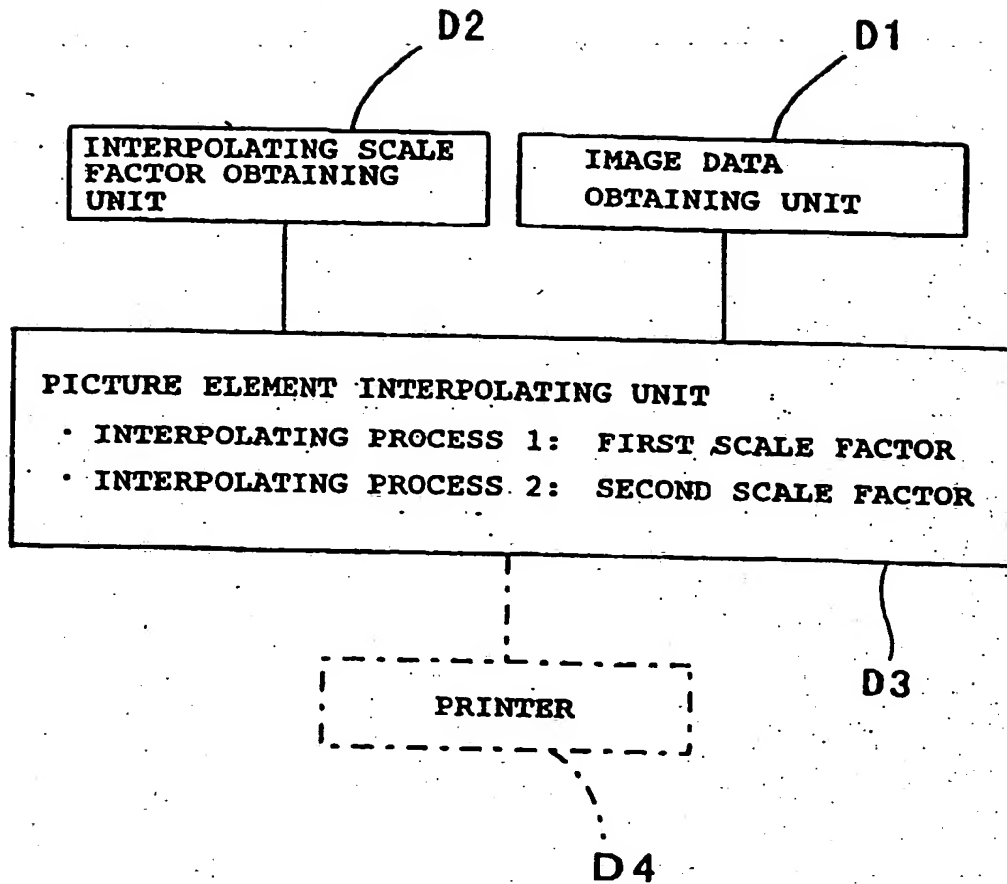 D2
D1
INTERPOLATING SCALE
FACTOR OBTAINING
UNIT
IMAGE DATA
OBTAINING UNIT
PICTURE ELEMENT INTERPOLATING UNIT
· INTERPOLATING PROCESS 1: FIRST SCALE FACTOR
· INTERPOLATING PROCESS 2: SECOND SCALE FACTOR
D3
PRINTER
D4